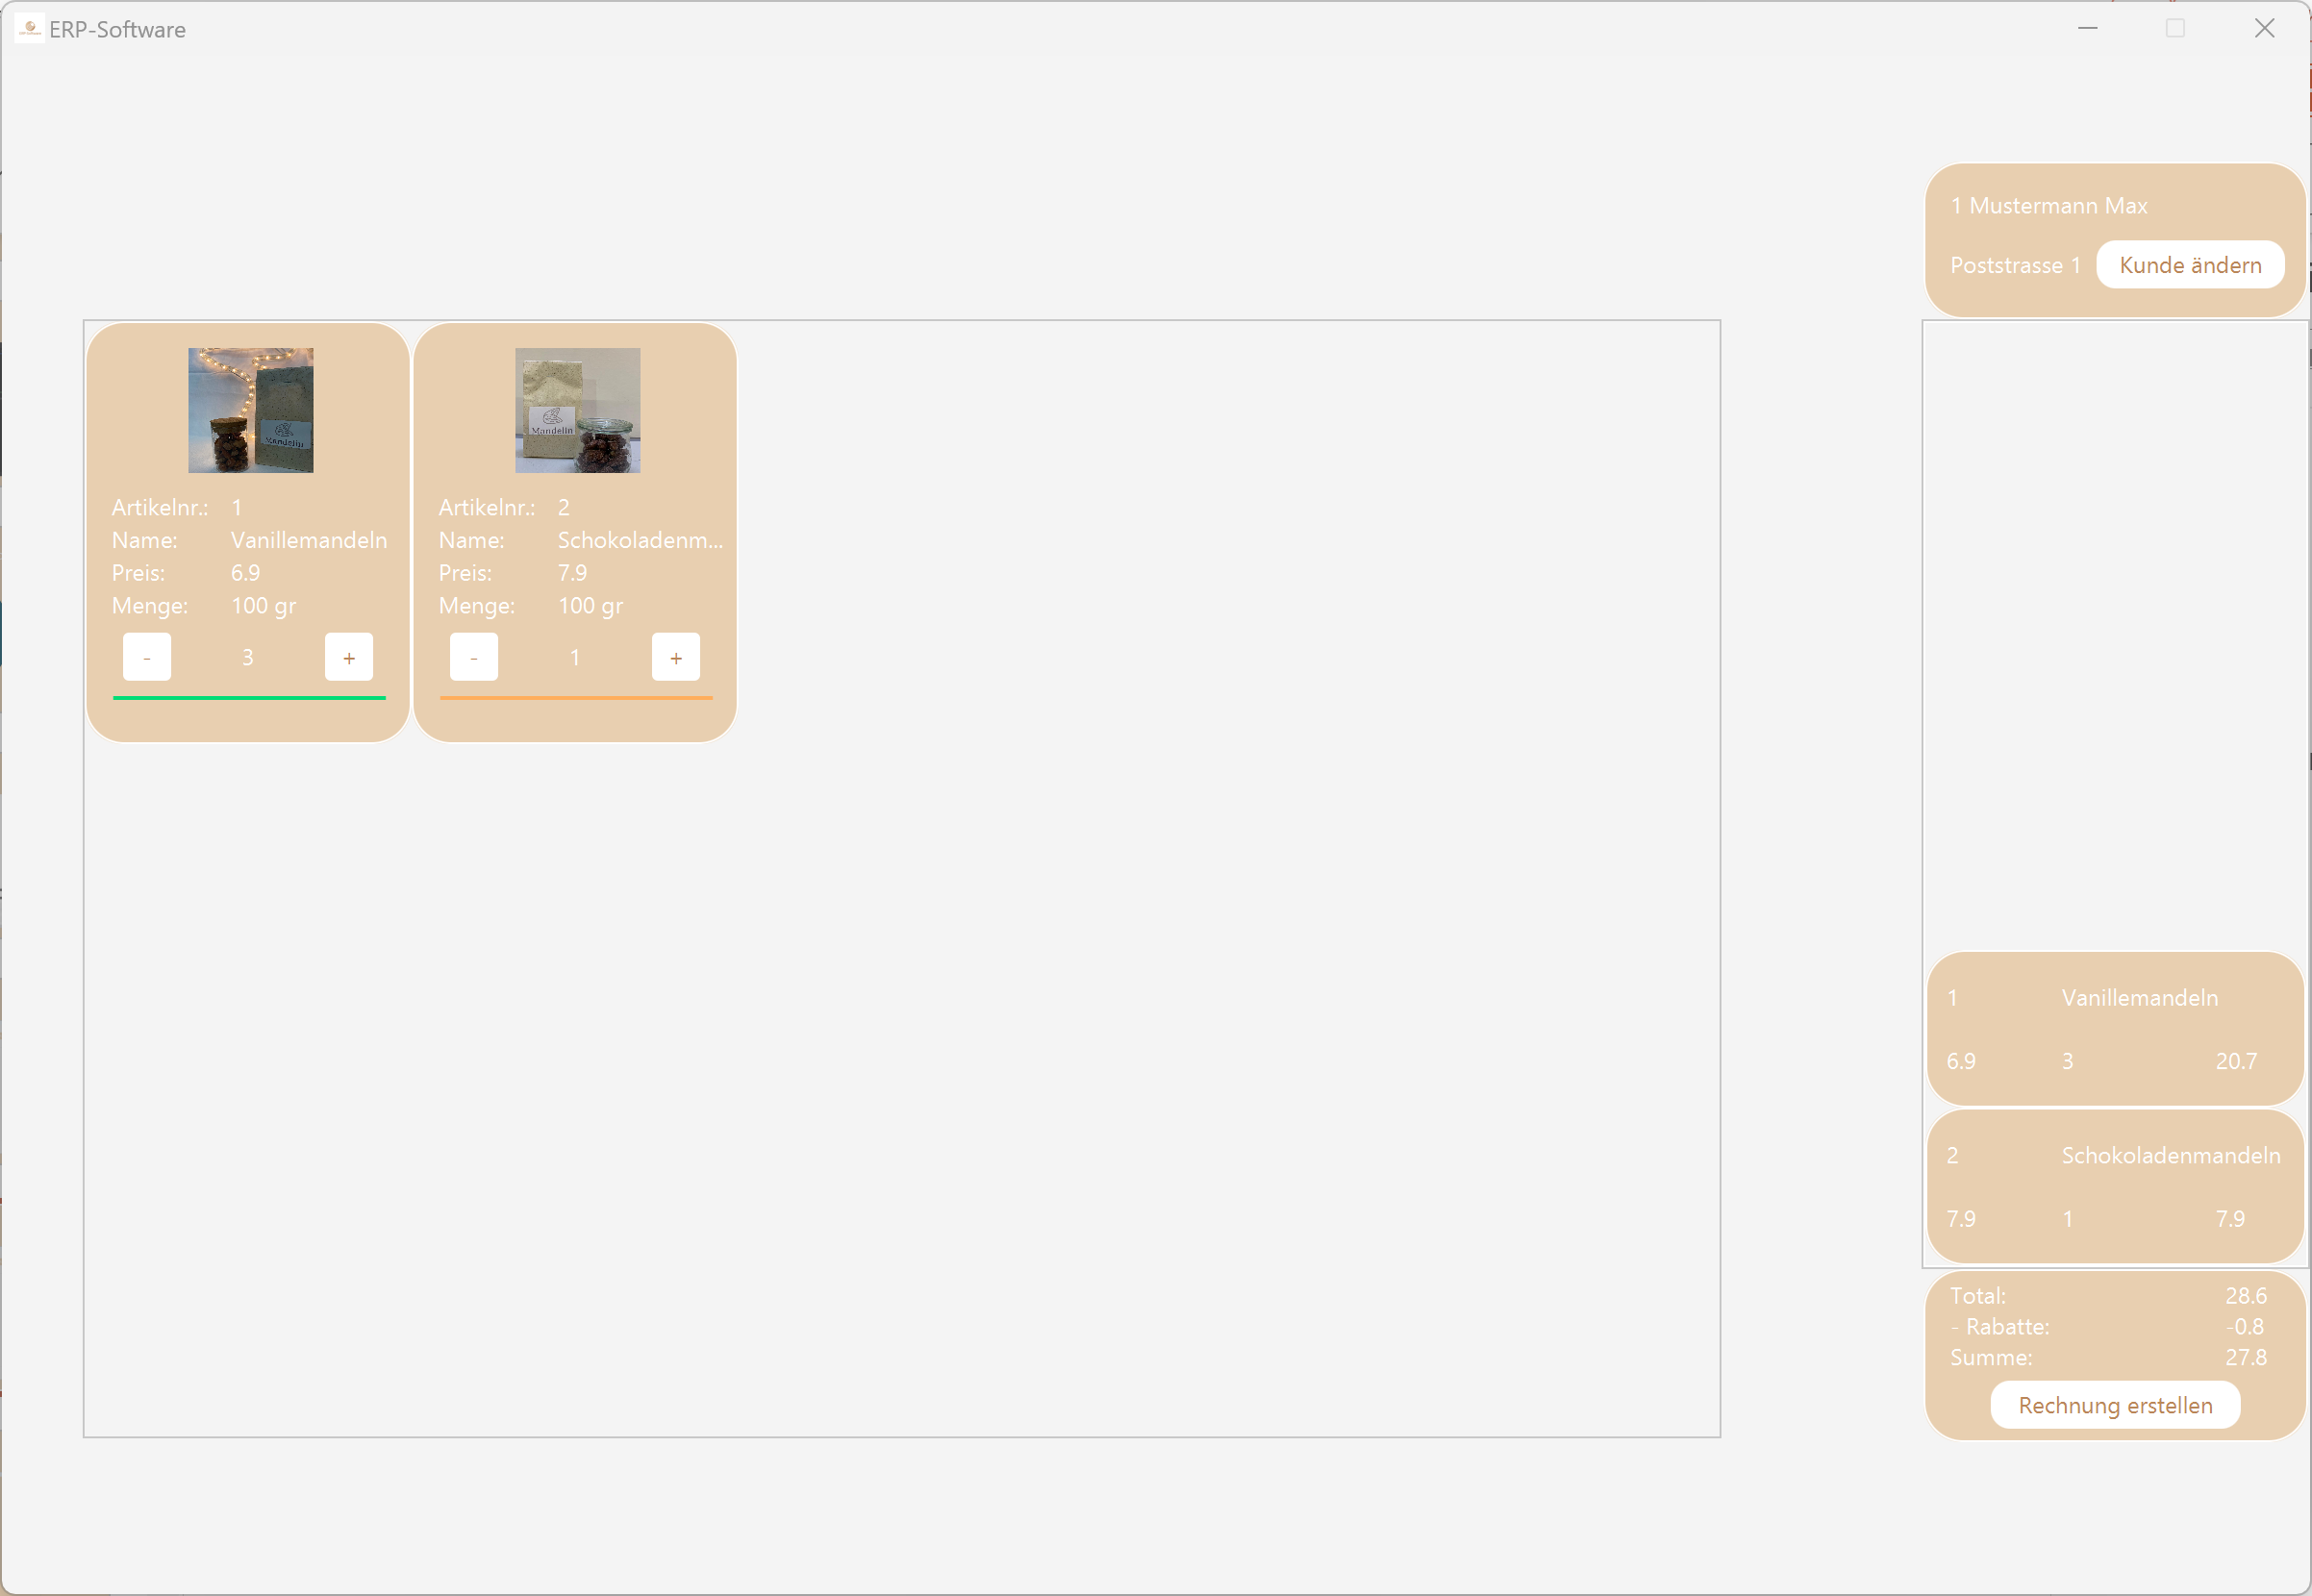 ERP-Software
1 Mustermann Max
Poststrasse 1 Kunde ändern
Mandelin
Artikelnr.: 1
Name: Vanillemandeln
Preis: 6.9
Menge: 100 gr
- 3 +
Mandelin
Artikelnr.: 2
Name: Schokoladenm...
Preis: 7.9
Menge: 100 gr
- 1 +
1 Vanillemandeln
6.9 3 20.7
2 Schokoladenmandeln
7.9 1 7.9
Total: 28.6
- Rabatte: -0.8
Summe: 27.8
Rechnung erstellen